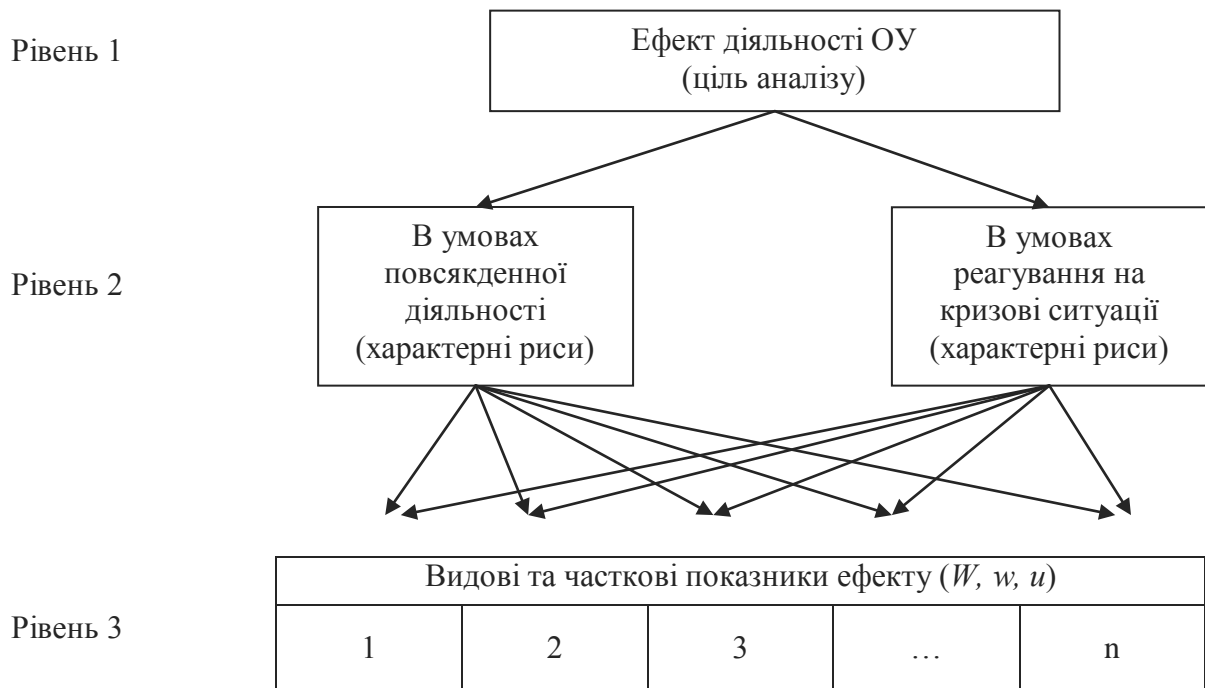 Рівень 1
Ефект діяльності ОУ
(ціль аналізу)
Рівень 2
В умовах
повсякденної
діяльності
(характерні риси)
В умовах
реагування на
кризові ситуації
(характерні риси)
Рівень 3
Видові та часткові показники ефекту (W, w, u)
1 2 3 … n